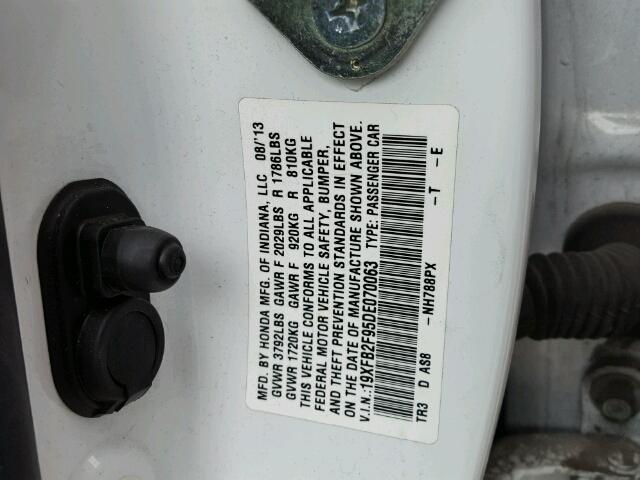 MFD. BY HONDA MFG. OF INDIANA, LLC 08/'13
GVWR 3792LBS GAWR F 2029LBS R 1786LBS
GVWR 1720KG GAWR F 920KG R 810KG
THIS VEHICLE CONFORMS TO ALL APPLICABLE
FEDERAL MOTOR VEHICLE SAFETY, BUMPER,
AND THEFT PREVENTION STANDARDS IN EFFECT
ON THE DATE OF MANUFACTURE SHOWN ABOVE.
V.I.N.:19XFB2F95DE070063 TYPE: PASSENGER CAR
TR3 D AS8 -NH788PX -T -E